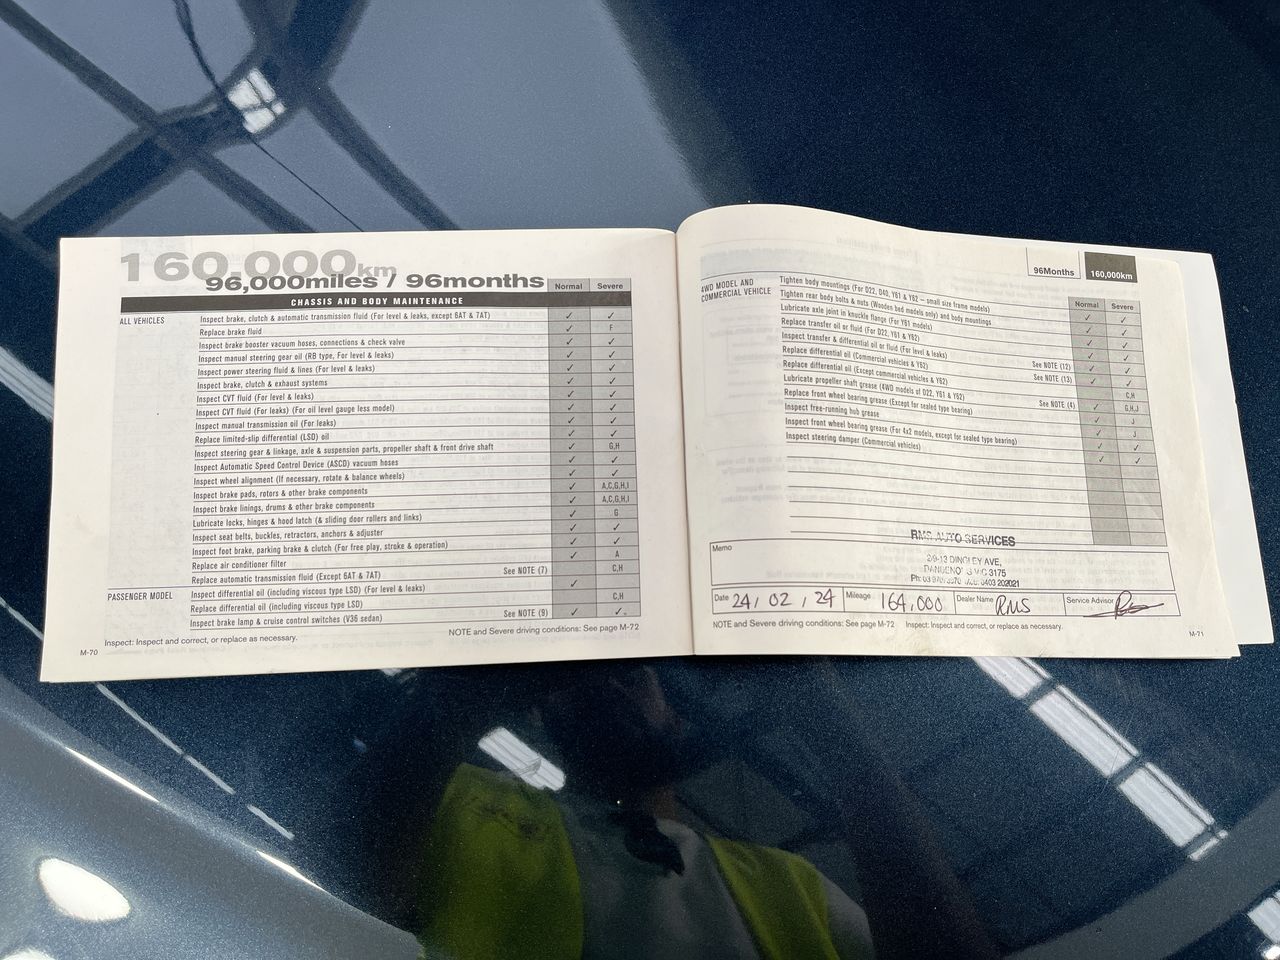 160,000km
96,000miles / 96months
Normal Severe
CHASSIS AND BODY MAINTENANCE
ALL VEHICLES
Inspect brake, clutch & automatic transmission fluid (For level & leaks, except 6AT & 7AT) ✓ ✓
Replace brake fluid ✓ F
Inspect brake booster vacuum hoses, connections & check valve ✓ ✓
Inspect manual steering gear oil (RB type, For level & leaks) ✓ ✓
Inspect power steering fluid & lines (For level & leaks) ✓ ✓
Inspect brake, clutch & exhaust systems ✓ ✓
Inspect CVT fluid (For level & leaks) ✓ ✓
Inspect CVT fluid (For leaks) (For oil level gauge less model) ✓ ✓
Inspect manual transmission oil (For leaks) ✓ ✓
Replace limited-slip differential (LSD) oil ✓ ✓
Inspect steering gear & linkage, axle & suspension parts, propeller shaft & front drive shaft ✓ G,H
Inspect Automatic Speed Control Device (ASCD) vacuum hoses ✓ ✓
Inspect wheel alignment (If necessary, rotate & balance wheels) ✓ ✓
Inspect brake pads, rotors & other brake components ✓ A,C,G,H,I
Inspect brake linings, drums & other brake components ✓ A,C,G,H,I
Lubricate locks, hinges & hood latch (& sliding door rollers and links) ✓ G
Inspect seat belts, buckles, retractors, anchors & adjuster ✓ ✓
Inspect foot brake, parking brake & clutch (For free play, stroke & operation) ✓ ✓
Replace air conditioner filter ✓ A
Replace automatic transmission fluid (Except 6AT & 7AT) See NOTE (7) C,H
PASSENGER MODEL
Inspect differential oil (including viscous type LSD) (For level & leaks) ✓
Replace differential oil (including viscous type LSD) C,H
Inspect brake lamp & cruise control switches (V36 sedan) See NOTE (9) ✓ ✓
Inspect: Inspect and correct, or replace as necessary.
NOTE and Severe driving conditions: See page M-72
M-70
96Months 160,000km
Normal Severe
4WD MODEL AND COMMERCIAL VEHICLE
Tighten body mountings (For D22, D40, Y61 & Y62 – small size frame models) ✓ ✓
Tighten rear body bolts & nuts (Wooden bed models only) and body mountings ✓ ✓
Lubricate axle joint in knuckle flange (For Y61 models) ✓ ✓
Replace transfer oil or fluid (For D22, Y61 & Y62) ✓
Inspect transfer & differential oil or fluid (For level & leaks) ✓
Replace differential oil (Commercial vehicles & Y62) See NOTE (12)
Replace differential oil (Except commercial vehicles & Y62) See NOTE (13)
Lubricate propeller shaft grease (4WD models of D22, Y61 & Y62)
Replace front wheel bearing grease (Except for sealed type bearing) See NOTE (4)
Inspect free-running hub grease
Inspect front wheel bearing grease (For 4x2 models, except for sealed type bearing)
Inspect steering damper (Commercial vehicles) ✓ ✓
C,H
G,H,J
J
J
Memo
RMS AUTO SERVICES
2/9-13 DINGLEY AVE,
DANDENONG VIC 3175
Date 24/02/24 Mileage 164,000 Dealer Name RMS Service Advisor
NOTE and Severe driving conditions: See page M-72 Inspect: Inspect and correct, or replace as necessary.
M-71